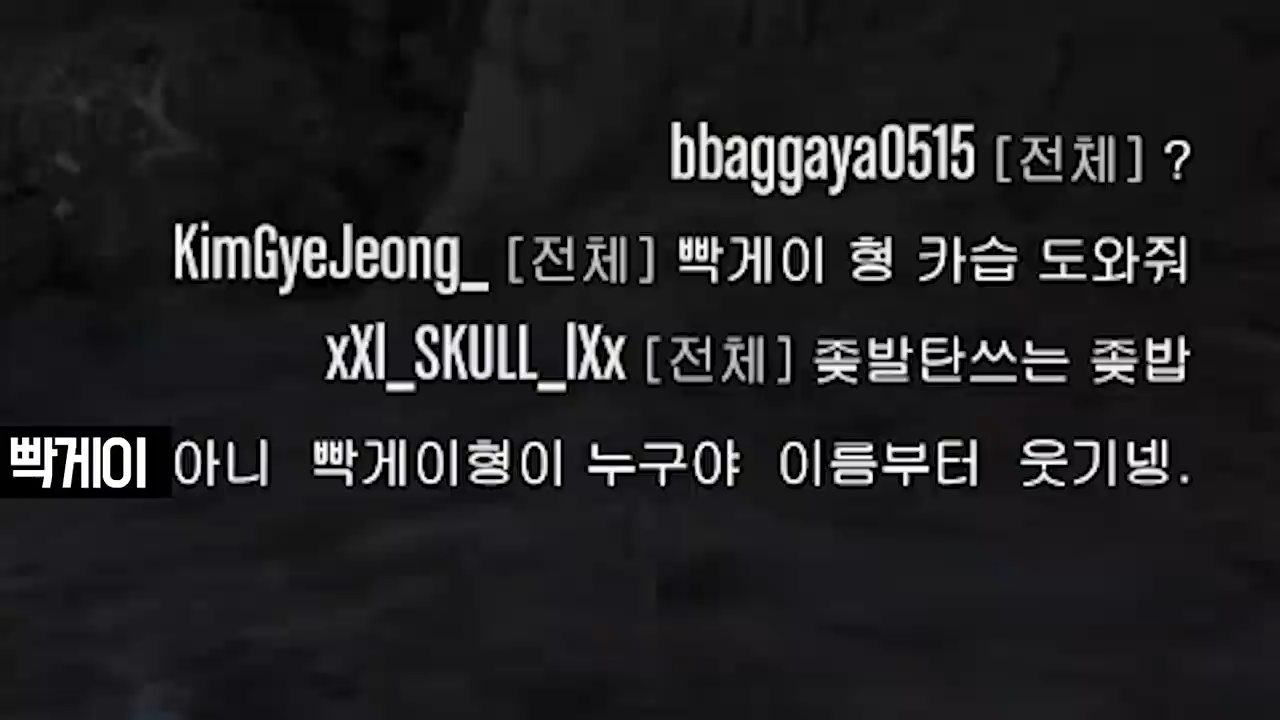 bbaggaya0515 [전체] ?
KimGyeJeong_ [전체] 빡게이 형 카습 도와줘
xXl_SKULL_lXx [전체] 좆발탄쓰는 좆밥
빡게이 아니 빡게이형이 누구야 이름부터 웃기넹.